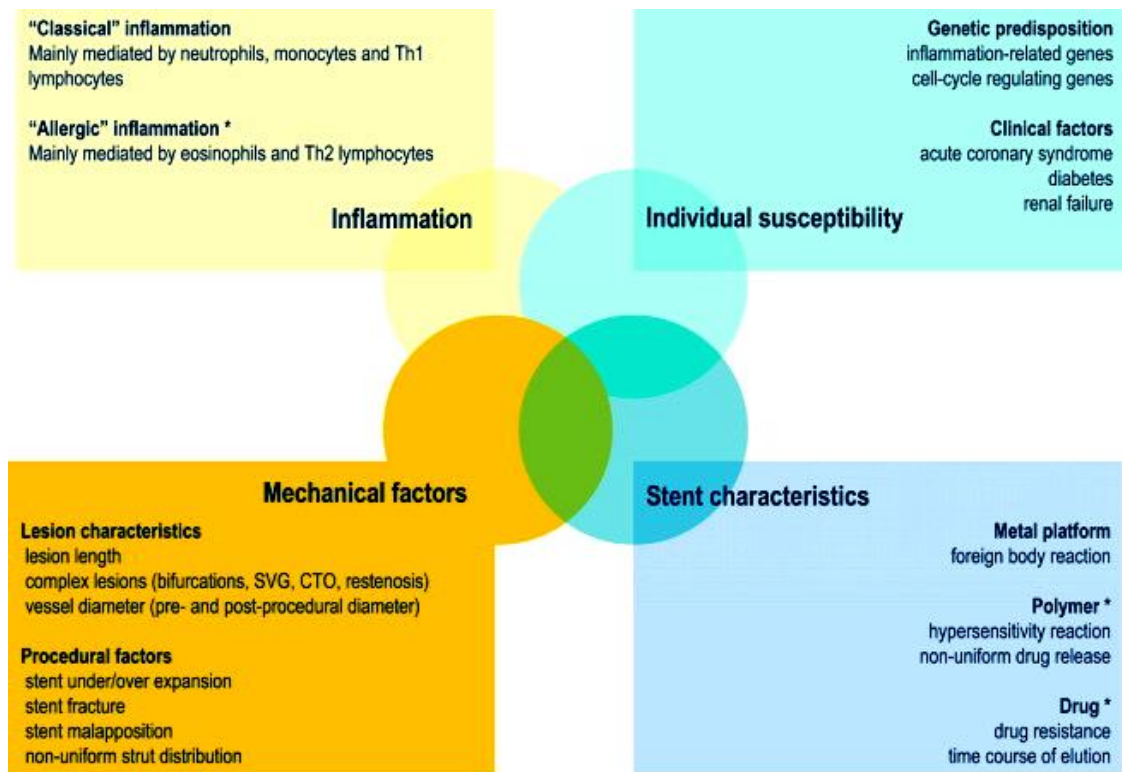 “Classical” inflammation
Mainly mediated by neutrophils, monocytes and Th1
lymphocytes
“Allergic” inflammation *
Mainly mediated by eosinophils and Th2 lymphocytes
Inflammation
Genetic predisposition
inflammation-related genes
cell-cycle regulating genes
Clinical factors
acute coronary syndrome
diabetes
renal failure
Individual susceptibility
Mechanical factors
Lesion characteristics
lesion length
complex lesions (bifurcations, SVG, CTO, restenosis)
vessel diameter (pre- and post-procedural diameter)
Procedural factors
stent under/over expansion
stent fracture
stent malapposition
non-uniform strut distribution
Stent characteristics
Metal platform
foreign body reaction
Polymer *
hypersensitivity reaction
non-uniform drug release
Drug *
drug resistance
time course of elution